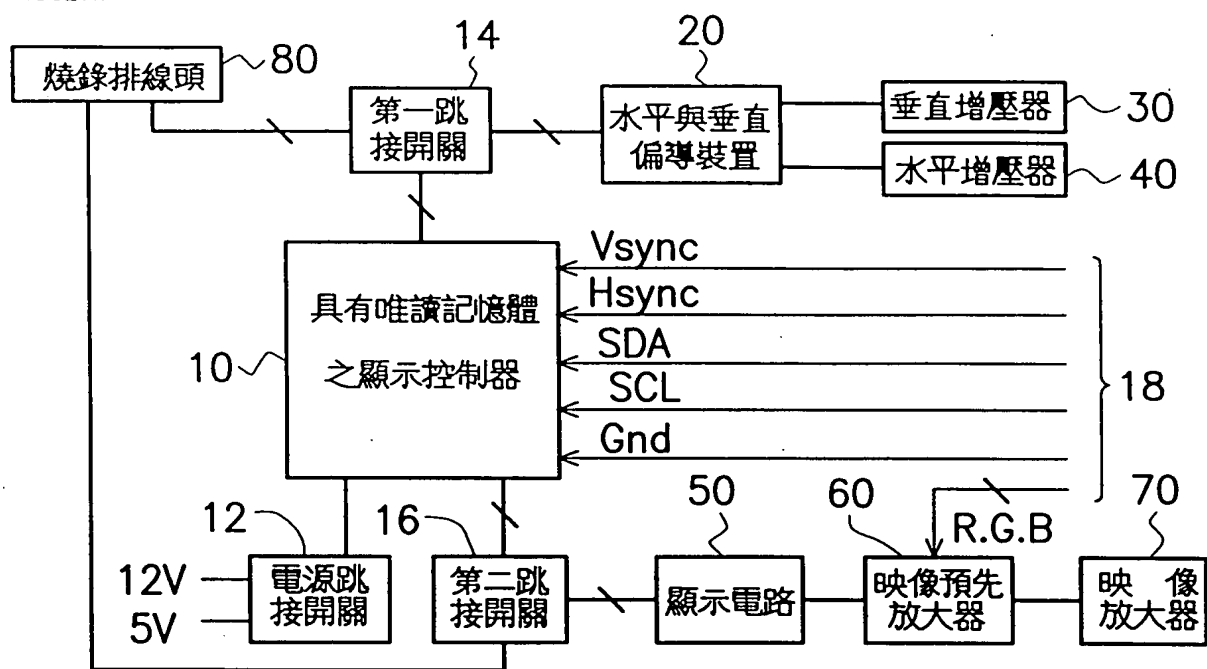 燒錄排線頭
80
14
第一跳
接開關
20
水平與垂直
偏導裝置
垂直增壓器
30
水平增壓器
40
具有唯讀記憶體
之顯示控制器
10
Vsync
Hsync
SDA
SCL
Gnd
18
R.G.B
12
12V
5V
電源跳
接開關
16
第二跳
接開關
50
顯示電路
60
映像預先
放大器
70
映 像
放大器